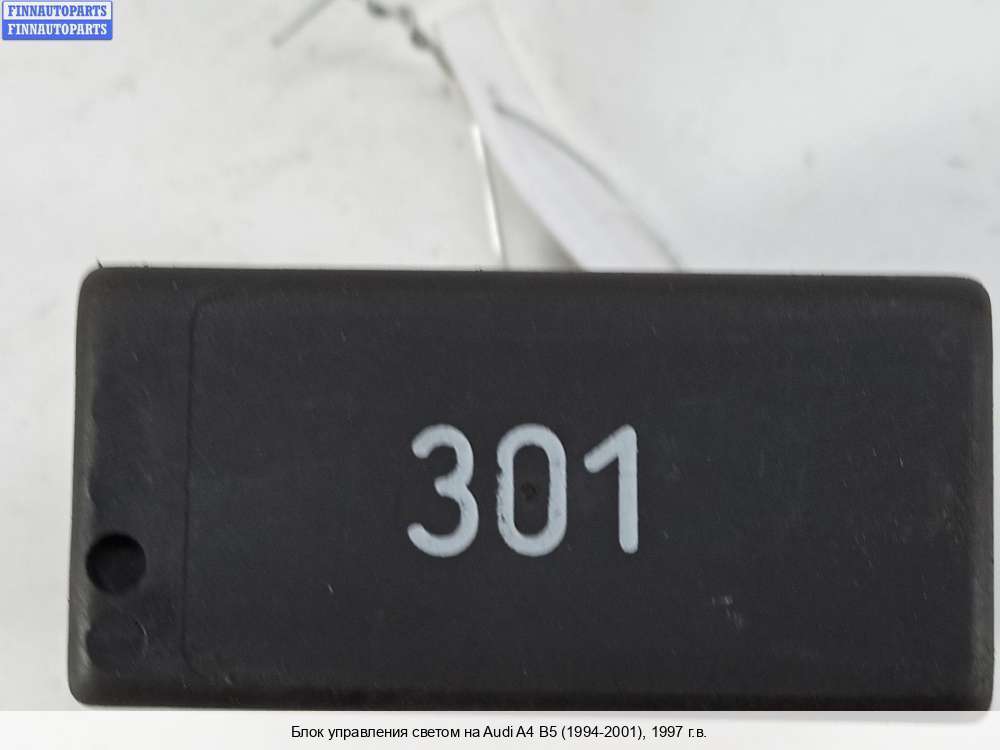 FINNAUTOPARTS
FINNAUTOPARTS
301
Блок управления светом на Audi A4 B5 (1994-2001), 1997 г.в.